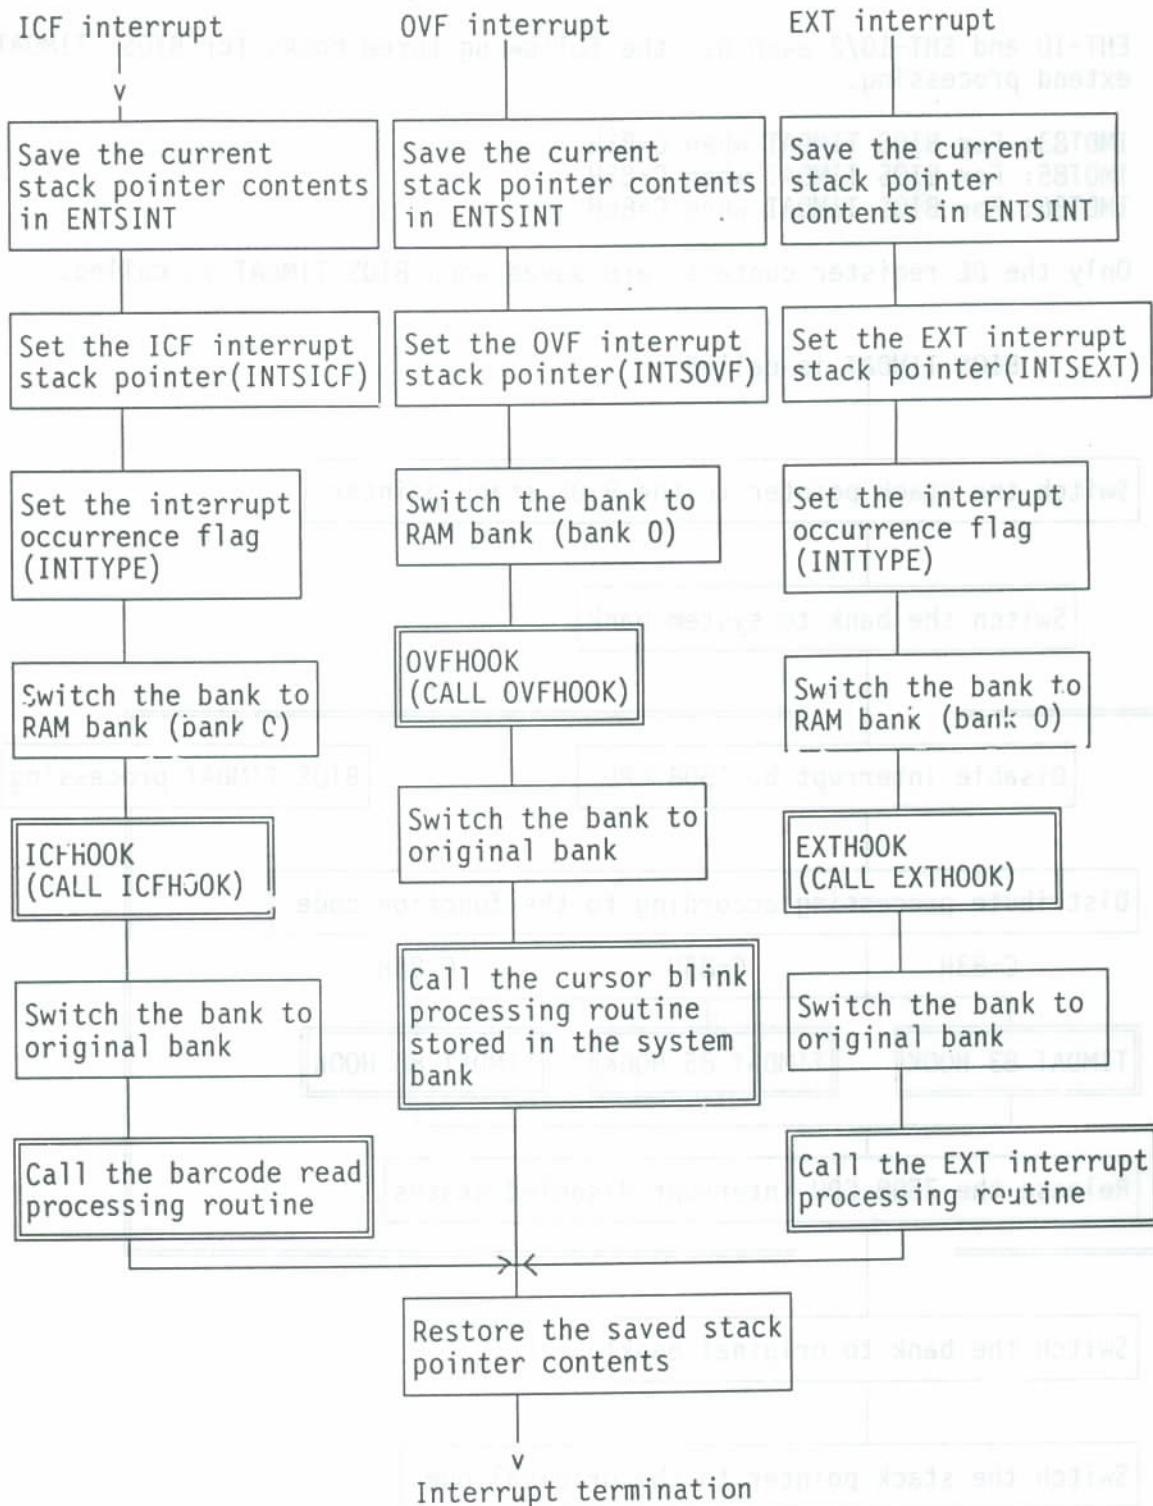 ICF interrupt
Save the current
stack pointer contents
in ENTSINT
Set the ICF interrupt
stack pointer(INTSICF)
Set the interrupt
occurrence flag
(INTTYPE)
Switch the bank to
RAM bank (bank 0)
ICFHOOK
(CALL ICFHOOK)
Switch the bank to
original bank
Call the barcode read
processing routine
OVF interrupt
Save the current
stack pointer contents
in ENTSINT
Set the OVF interrupt
stack pointer(INTSOVF)
Switch the bank to
RAM bank (bank 0)
OVFHOOK
(CALL OVFHOOK)
Switch the bank to
original bank
Call the cursor blink
processing routine
stored in the system
bank
EXT interrupt
Save the current
stack pointer
contents in ENTSINT
Set the EXT interrupt
stack pointer(INTSEXT)
Set the interrupt
occurrence flag
(INTTYPE)
Switch the bank to
RAM bank (bank 0)
EXTHOOK
(CALL EXTHOOK)
Switch the bank to
original bank
Call the EXT interrupt
processing routine
Restore the saved stack
pointer contents
Interrupt termination